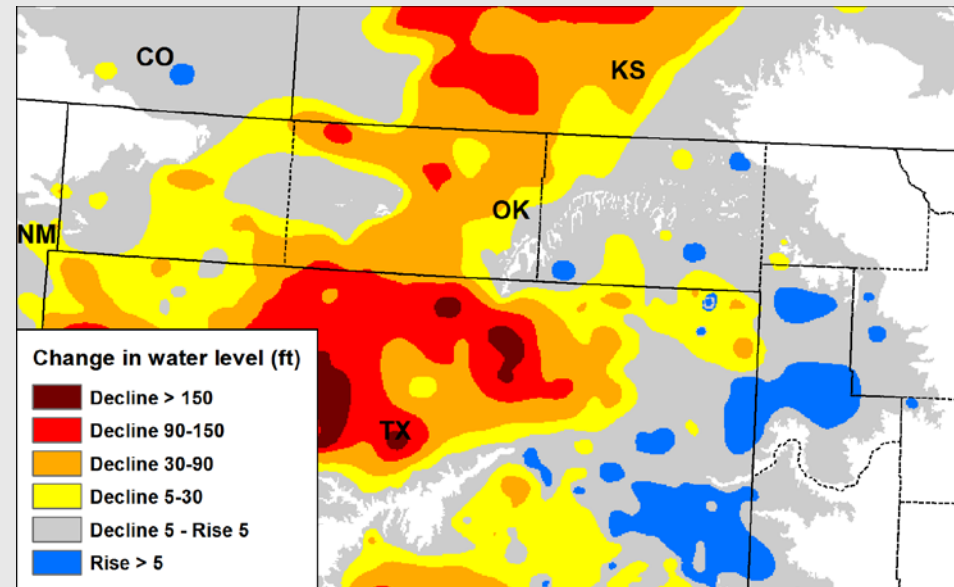 CO
KS
OK
NM
TX
Change in water level (ft)
Decline > 150
Decline 90-150
Decline 30-90
Decline 5-30
Decline 5 - Rise 5
Rise > 5